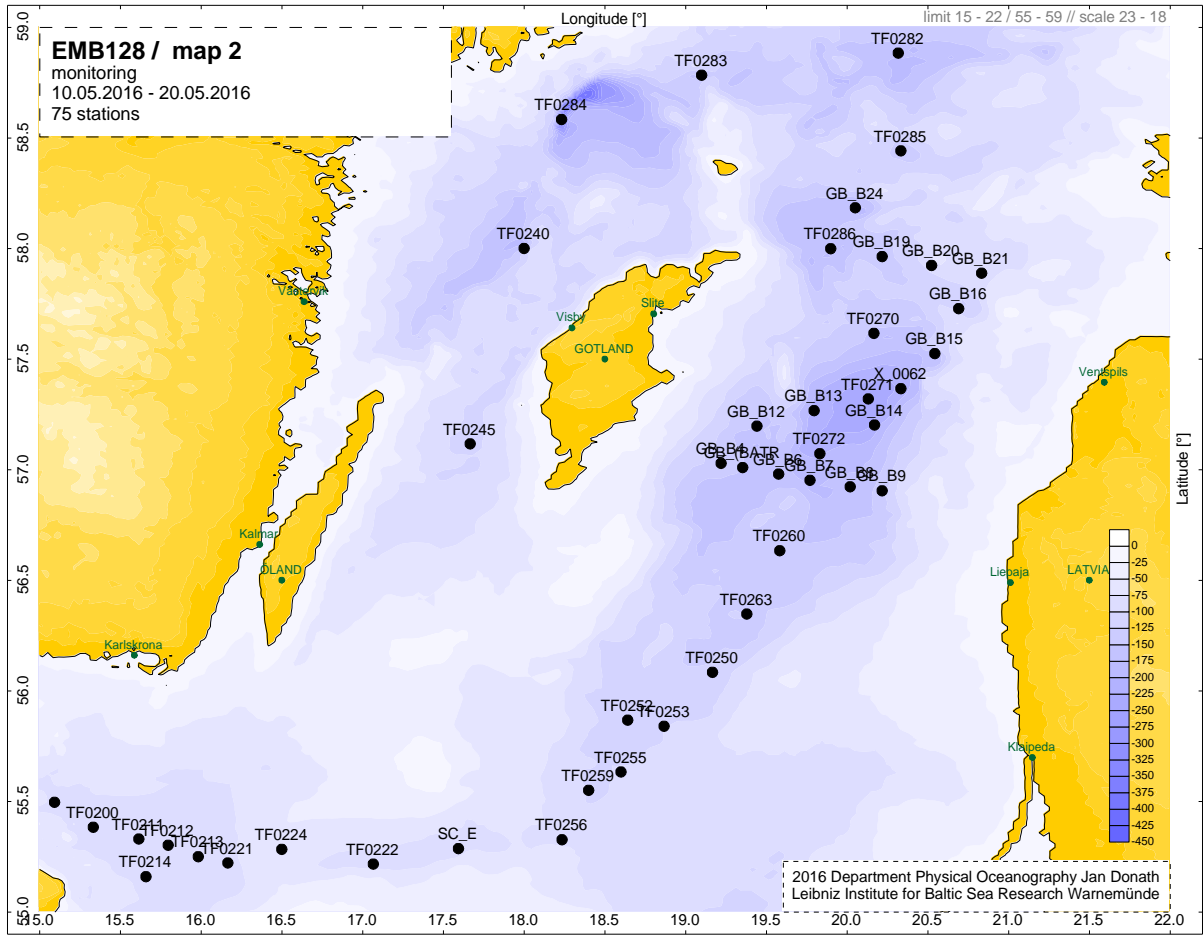 Longitude [°]
limit 15 - 22 / 55 - 59 // scale 23 - 18
EMB128 / map 2
monitoring
10.05.2016 - 20.05.2016
75 stations
59.0
58.5
58.0
57.5
57.0
56.5
56.0
55.5
55.0
TF0282
TF0283
TF0284
TF0285
GB_B24
TF0240
TF0286
GB_B19
GB_B20
GB_B21
Västervik
GB_B16
Slite
Visby
TF0270
GB_B15
GOTLAND
X_0062
Ventspils
TF0271
GB_B13
GB_B12
GB_B14
TF0245
TF0272
GB_B4
GB_(BATR
GB_B6
GB_B7
GB_B8
GB_B9
Latitude [°]
Kalmar
TF0260
ÖLAND
Liepaja
LATVIA
TF0263
Karlskrona
TF0250
TF0252
TF0253
Klaipeda
TF0255
TF0259
TF0200
TF0211
TF0212
TF0213
TF0221
TF0214
TF0224
TF0222
SC_E
TF0256
0
-25
-50
-75
-100
-125
-150
-175
-200
-225
-250
-275
-300
-325
-350
-375
-400
-425
-450
2016 Department Physical Oceanography Jan Donath
Leibniz Institute for Baltic Sea Research Warnemünde
15.0 15.5 16.0 16.5 17.0 17.5 18.0 18.5 19.0 19.5 20.0 20.5 21.0 21.5 22.0